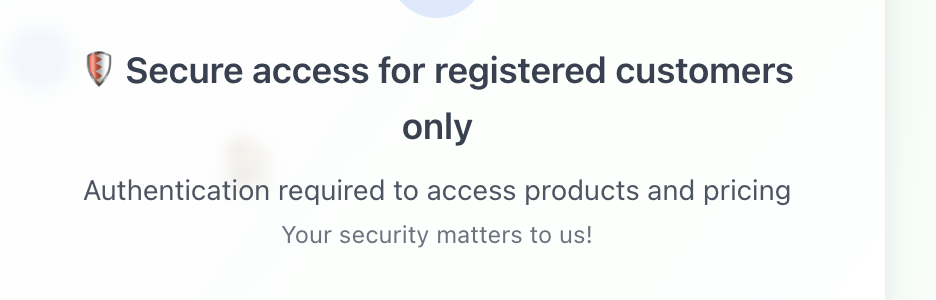 🛡️ Secure access for registered customers
only
Authentication required to access products and pricing
Your security matters to us!